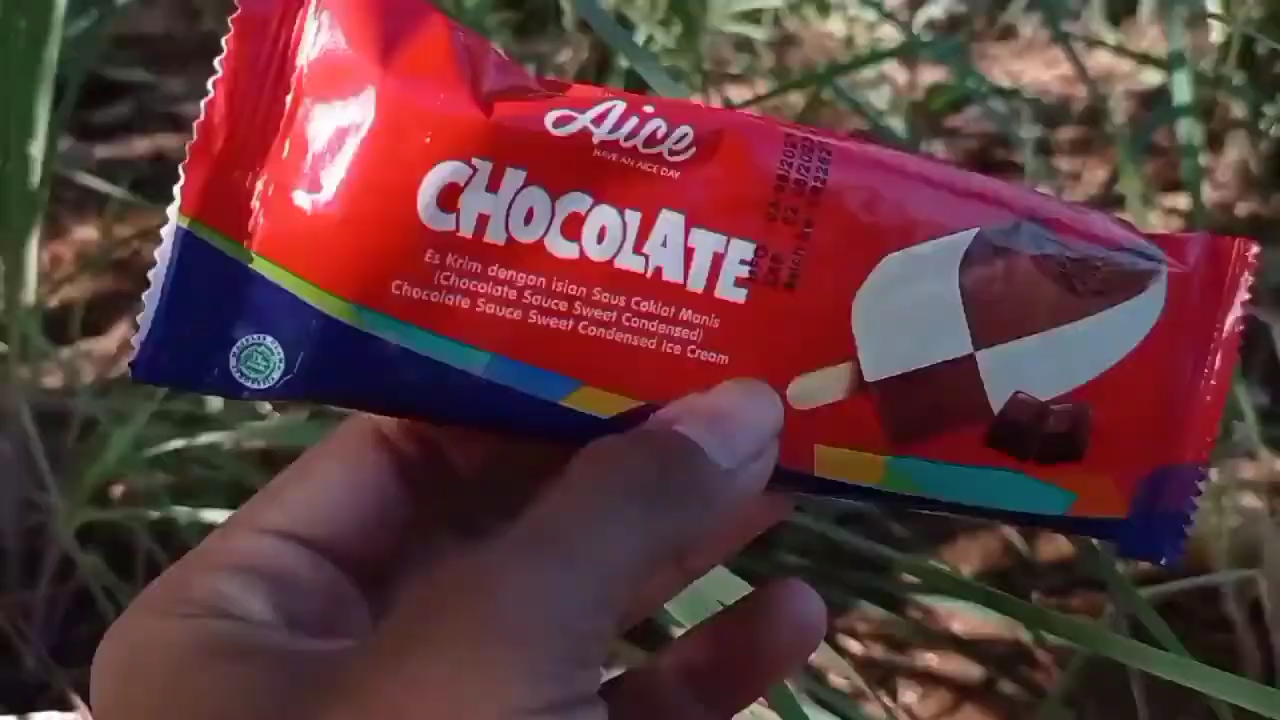 Aice
HAVE AN AICE DAY
CHOCOLATE
Es Krim dengan isian Saus Coklat Manis
(Chocolate Sauce Sweet Condensed)
Chocolate Sauce Sweet Condensed Ice Cream